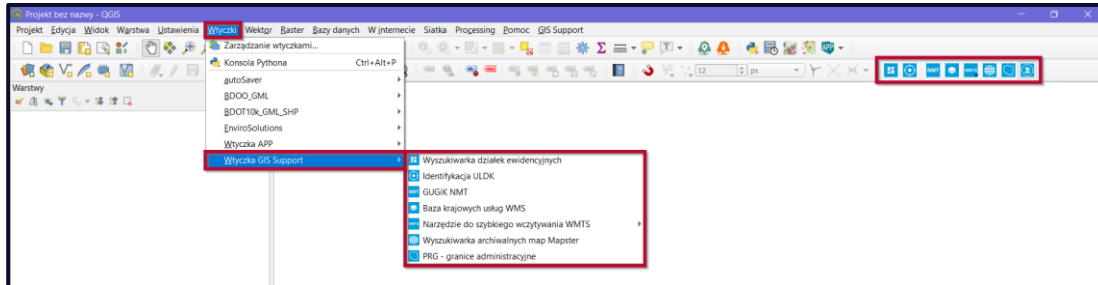 Projekt bez nazwy - QGIS
Projekt Edycja Widok Warstwa Ustawienia Wtyczki Wektor Raster Bazy danych W internecie Siatka Processing Pomoc GIS Support
Zarządzanie wtyczkami...
Konsola Pythona Ctrl+Alt+P
autoSaver
BDOO_GML
BDOT10k_GML_SHP
EnviroSolutions
Wtyczka APP
Wtyczka GIS Support
12 px
NMT
Warstwy
Wyszukiwarka działek ewidencyjnych
Identyfikacja ULDK
NMT GUGiK NMT
Baza krajowych usług WMS
WMTS Narzędzie do szybkiego wczytywania WMTS
Wyszukiwarka archiwalnych map Mapster
PRG - granice administracyjne